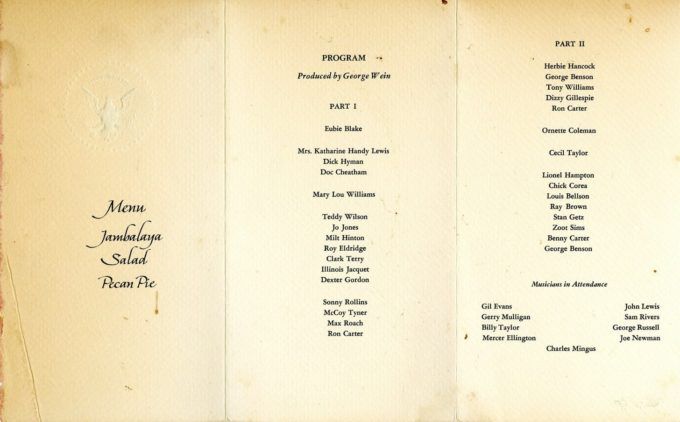 Menu
Jambalaya
Salad
Pecan Pie
PROGRAM
Produced by George Wein
PART I
Eubie Blake
Mrs. Katharine Handy Lewis
Dick Hyman
Doc Cheatham
Mary Lou Williams
Teddy Wilson
Jo Jones
Milt Hinton
Roy Eldridge
Clark Terry
Illinois Jacquet
Dexter Gordon
Sonny Rollins
McCoy Tyner
Max Roach
Ron Carter
PART II
Herbie Hancock
George Benson
Tony Williams
Dizzy Gillespie
Ron Carter
Ornette Coleman
Cecil Taylor
Lionel Hampton
Chick Corea
Louis Bellson
Ray Brown
Stan Getz
Zoot Sims
Benny Carter
George Benson
Musicians in Attendance
Gil Evans John Lewis
Gerry Mulligan Sam Rivers
Billy Taylor George Russell
Mercer Ellington Joe Newman
Charles Mingus